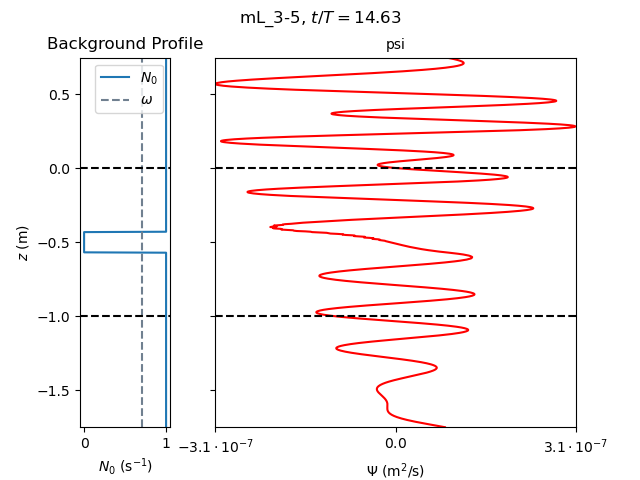 mL_3-5, t/T = 14.63
Background Profile
psi
N₀
ω
0.5
0.0
−0.5
−1.0
−1.5
z (m)
0
1
N₀ (s⁻¹)
−3.1 · 10⁻⁷
0.0
3.1 · 10⁻⁷
Ψ (m²/s)